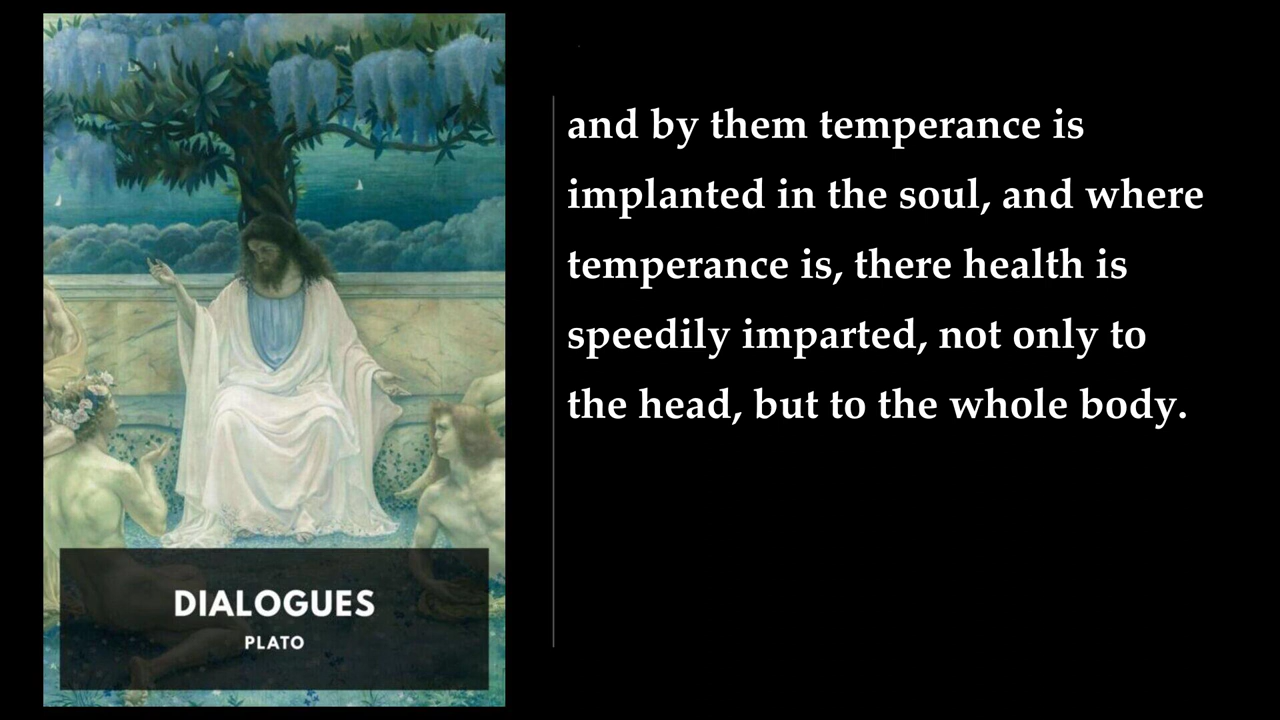 DIALOGUES
PLATO
and by them temperance is
implanted in the soul, and where
temperance is, there health is
speedily imparted, not only to
the head, but to the whole body.